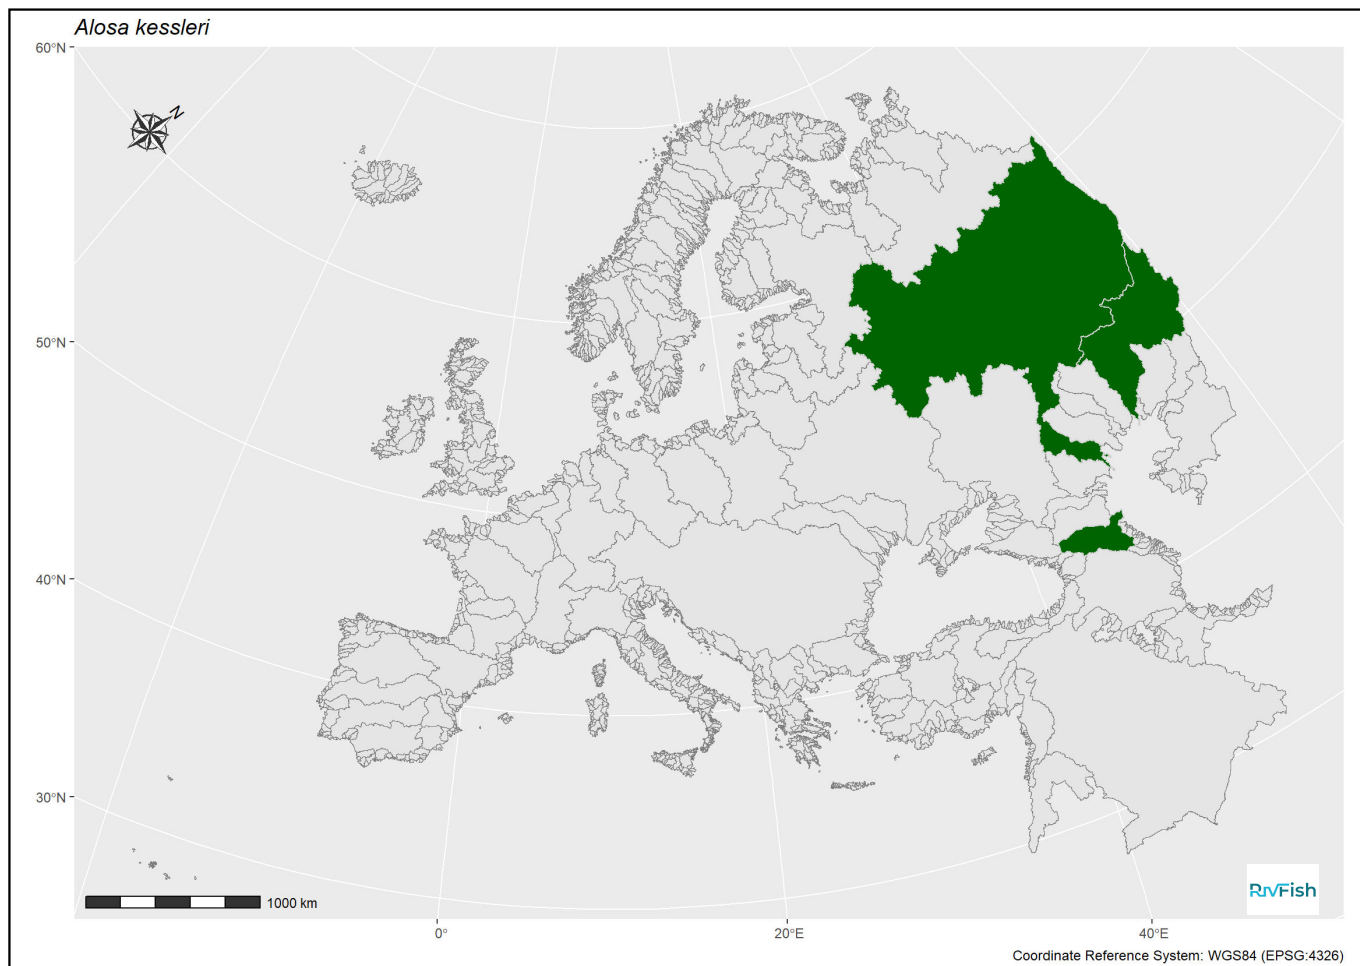 Alosa kessleri
60°N
N
50°N
40°N
30°N
1000 km
RIVFish
0°
20°E
40°E
Coordinate Reference System: WGS84 (EPSG:4326)